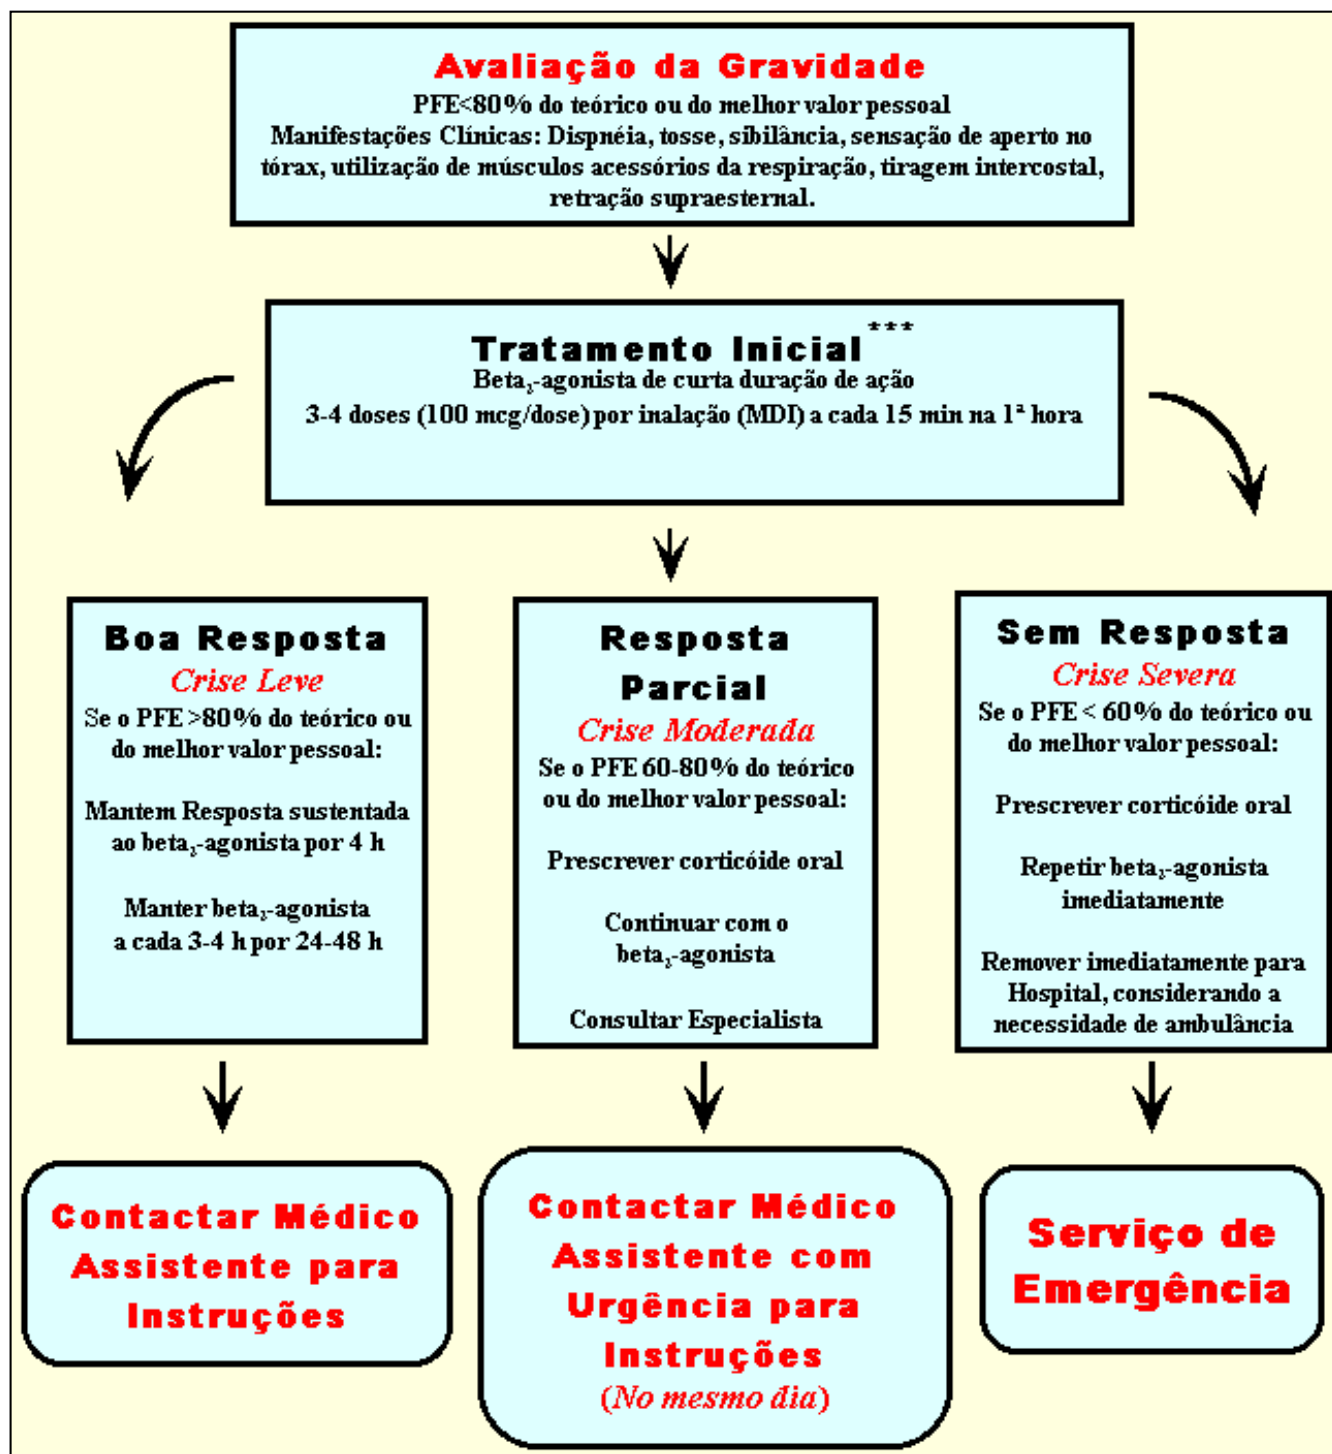 Avaliação da Gravidade
PFE<80% do teórico ou do melhor valor pessoal
Manifestações Clínicas: Dispnéia, tosse, sibilância, sensação de aperto no
tórax, utilização de músculos acessórios da respiração, tiragem intercostal,
retração supraesternal.
Tratamento Inicial ***
Beta₂-agonista de curta duração de ação
3-4 doses (100 mcg/dose) por inalação (MDI) a cada 15 min na 1ª hora
Boa Resposta
Crise Leve
Se o PFE >80% do teórico ou
do melhor valor pessoal:
Mantem Resposta sustentada
ao beta₂-agonista por 4 h
Manter beta₂-agonista
a cada 3-4 h por 24-48 h
Resposta
Parcial
Crise Moderada
Se o PFE 60-80% do teórico
ou do melhor valor pessoal:
Prescrever corticóide oral
Continuar com o
beta₂-agonista
Consultar Especialista
Sem Resposta
Crise Severa
Se o PFE < 60% do teórico ou
do melhor valor pessoal:
Prescrever corticóide oral
Repetir beta₂-agonista
imediatamente
Remover imediatamente para
Hospital, considerando a
necessidade de ambulância
Contactar Médico
Assistente para
Instruções
Contactar Médico
Assistente com
Urgência para
Instruções
(No mesmo dia)
Serviço de
Emergência